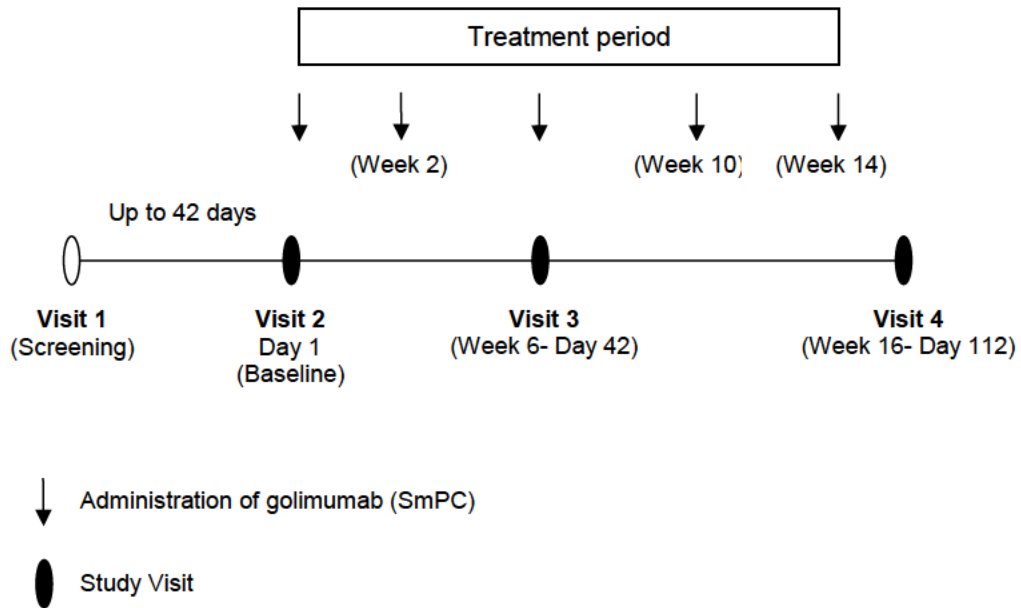 Treatment period
(Week 2)
(Week 10)
(Week 14)
Up to 42 days
Visit 1
(Screening)
Visit 2
Day 1
(Baseline)
Visit 3
(Week 6- Day 42)
Visit 4
(Week 16- Day 112)
Administration of golimumab (SmPC)
Study Visit